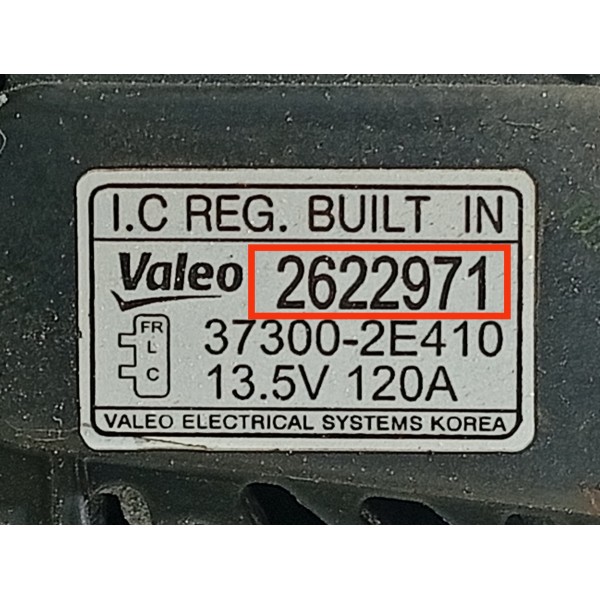 I.C REG. BUILT IN
Valeo 2622971
FR
L
C
37300-2E410
13.5V 120A
VALEO ELECTRICAL SYSTEMS KOREA